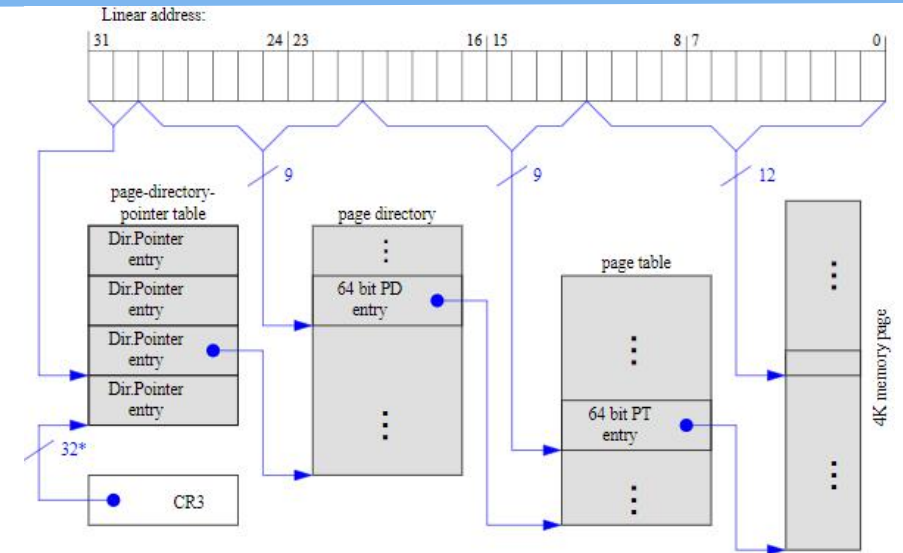 Linear address:
31 24 23 16 15 8 7 0
9 9 12
page-directory-
pointer table
Dir.Pointer
entry
Dir.Pointer
entry
Dir.Pointer
entry
Dir.Pointer
entry
32*
CR3
page directory
64 bit PD
entry
page table
64 bit PT
entry
4K memory page